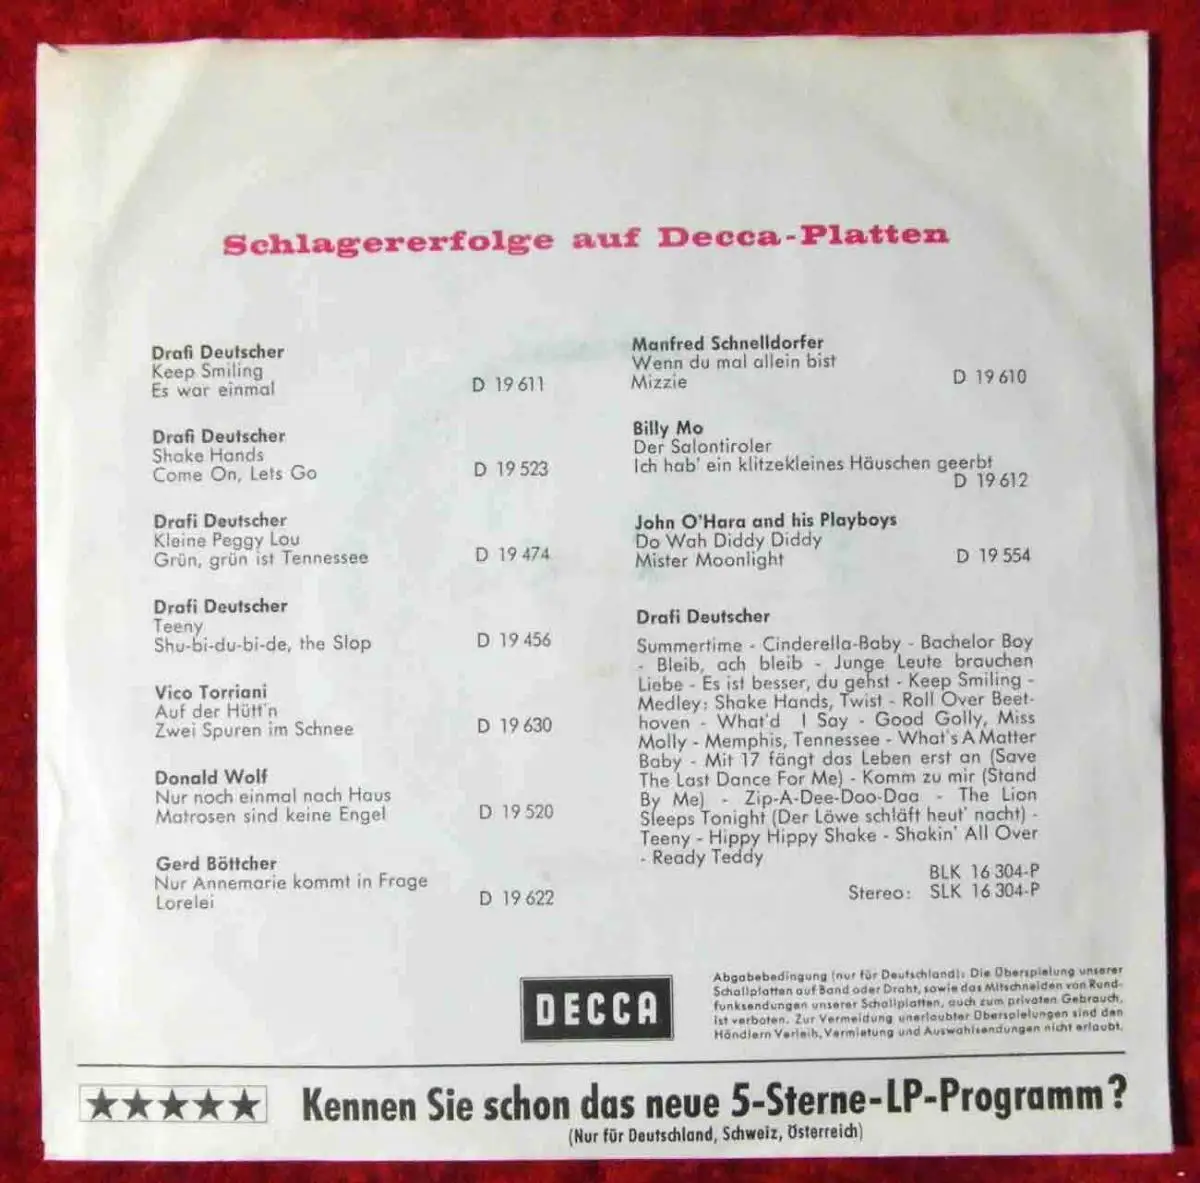 Schlagererfolge auf Decca-Platten
Drafi Deutscher
Keep Smiling
Es war einmal D 19 611
Drafi Deutscher
Shake Hands
Come On, Lets Go D 19 523
Drafi Deutscher
Kleine Peggy Lou
Grün, grün ist Tennessee D 19 474
Drafi Deutscher
Teeny
Shu-bi-du-bi-de, the Slop D 19 456
Vico Torriani
Auf der Hütt'n
Zwei Spuren im Schnee D 19 630
Donald Wolf
Nur noch einmal nach Haus
Matrosen sind keine Engel D 19 520
Gerd Böttcher
Nur Annemarie kommt in Frage
Lorelei D 19 622
Manfred Schnelldorfer
Wenn du mal allein bist
Mizzie D 19 610
Billy Mo
Der Salontiroler
Ich hab' ein klitzekleines Häuschen geerbt
D 19 612
John O'Hara and his Playboys
Do Wah Diddy Diddy
Mister Moonlight D 19 554
Drafi Deutscher
Summertime - Cinderella-Baby - Bachelor Boy
- Bleib, ach bleib - Junge Leute brauchen
Liebe - Es ist besser, du gehst - Keep Smiling -
Medley: Shake Hands, Twist - Roll Over Beet-
hoven - What'd I Say - Good Golly, Miss
Molly - Memphis, Tennessee - What's A Matter
Baby - Mit 17 fängt das Leben erst an (Save
The Last Dance For Me) - Komm zu mir (Stand
By Me) - Zip-A-Dee-Doo-Daa - The Lion
Sleeps Tonight (Der Löwe schläft heut' nacht) -
Teeny - Hippy Hippy Shake - Shakin' All Over
- Ready Teddy
BLK 16 304-P
Stereo: SLK 16 304-P
DECCA
Abgabebedingung (nur für Deutschland): Die Überspielung unserer
Schallplatten auf Band oder Draht, sowie das Mitschneiden von Rund-
funksendungen unserer Schallplatten, auch zum privaten Gebrauch,
ist verboten. Zur Vermeidung unerlaubter Überspielungen sind den
Händlern Verleih, Vermietung und Auswahlsendungen nicht erlaubt.
★★★★★ Kennen Sie schon das neue 5-Sterne-LP-Programm?
(Nur für Deutschland, Schweiz, Österreich)